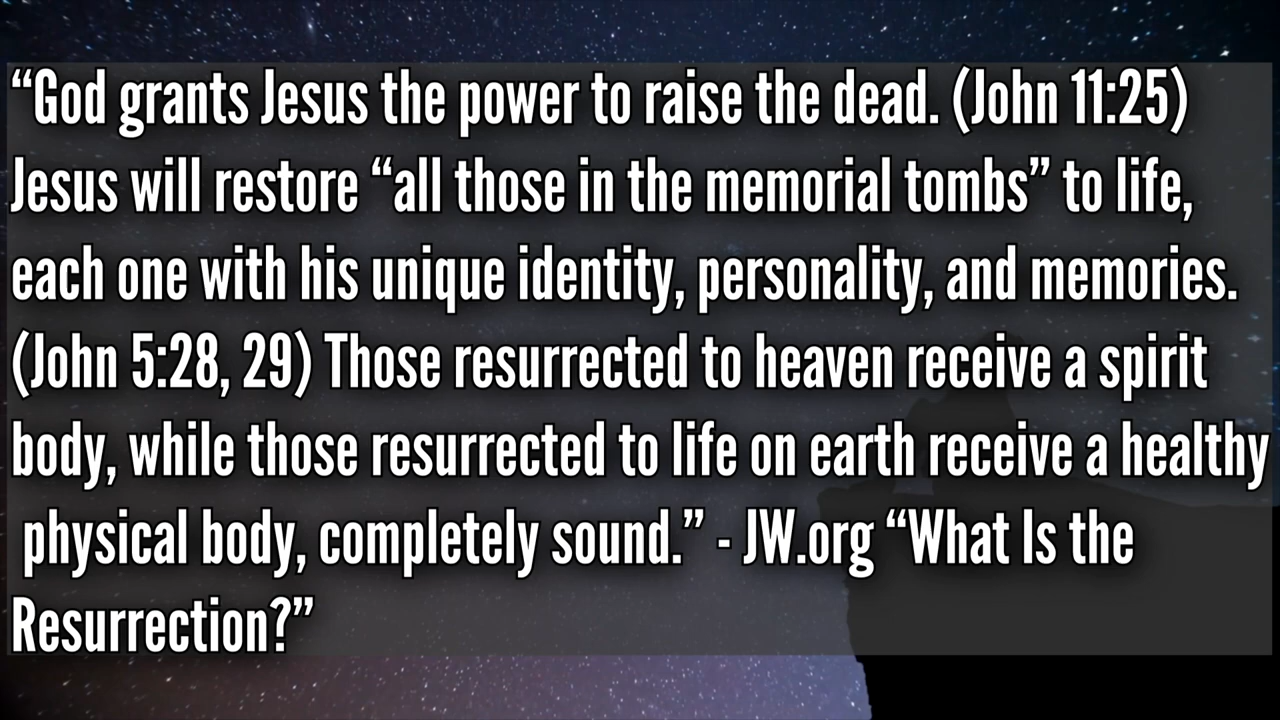 “God grants Jesus the power to raise the dead. (John 11:25)
Jesus will restore “all those in the memorial tombs” to life,
each one with his unique identity, personality, and memories.
(John 5:28, 29) Those resurrected to heaven receive a spirit
body, while those resurrected to life on earth receive a healthy
physical body, completely sound.” - JW.org “What Is the
Resurrection?”